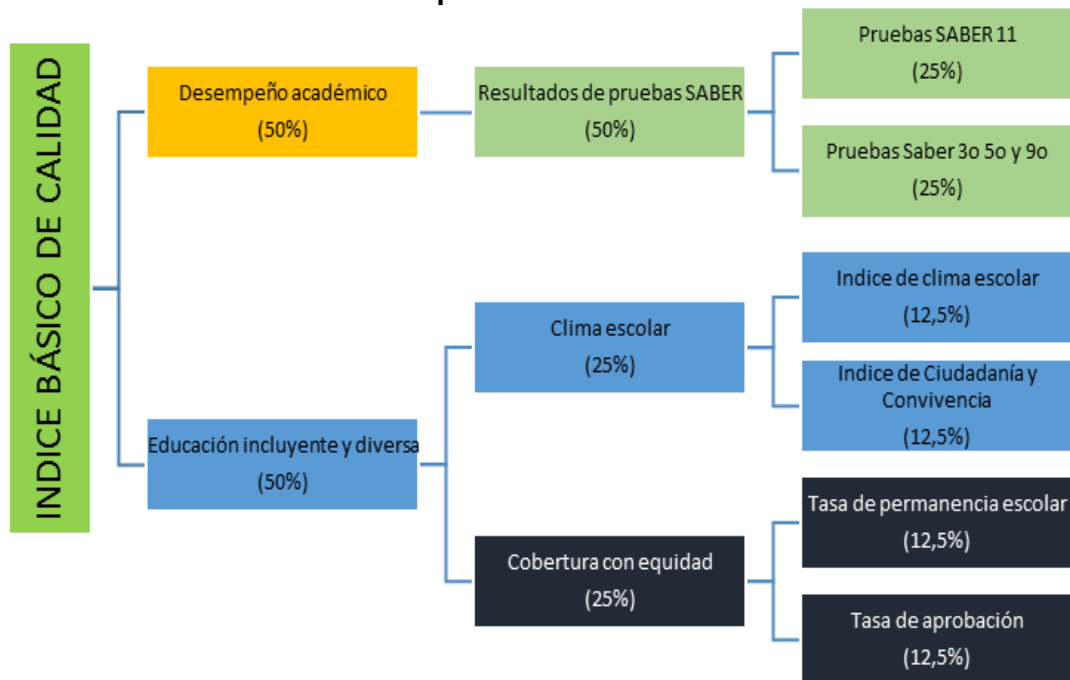 INDICE BÁSICO DE CALIDAD
Desempeño académico
(50%)
Resultados de pruebas SABER
(50%)
Pruebas SABER 11
(25%)
Pruebas Saber 3o 5o y 9o
(25%)
Educación incluyente y diversa
(50%)
Clima escolar
(25%)
Indice de clima escolar
(12,5%)
Indice de Ciudadanía y
Convivencia
(12,5%)
Cobertura con equidad
(25%)
Tasa de permanencia escolar
(12,5%)
Tasa de aprobación
(12,5%)